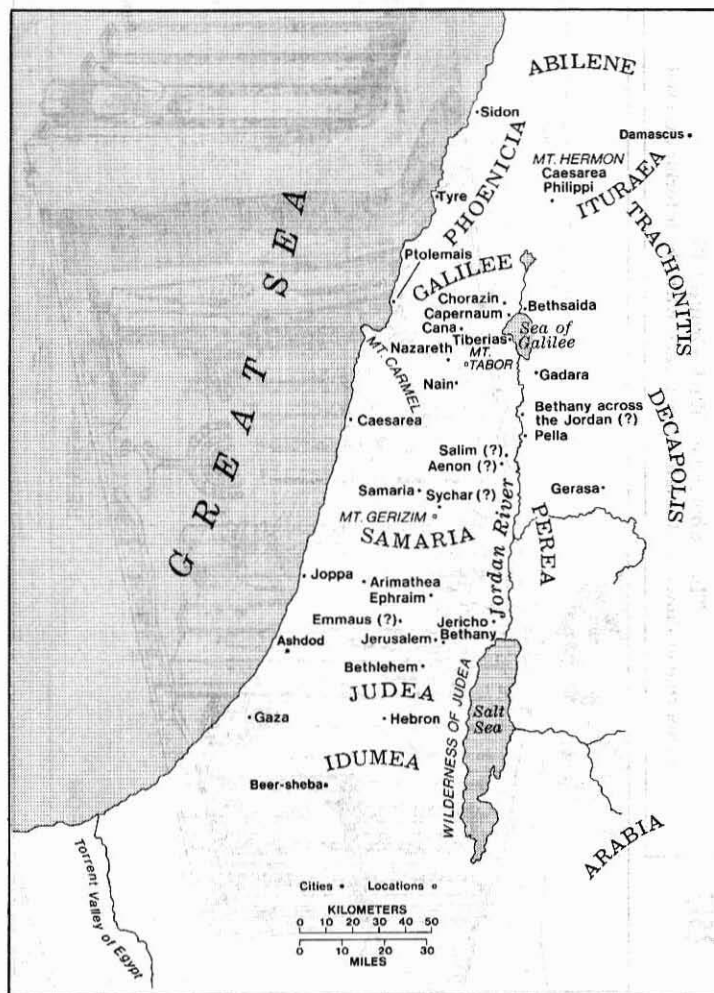 ABILENE
Sidon
Damascus
PHOENICIA
MT. HERMON
Caesarea
Philippi
ITURAEA
Tyre
TRACHONITIS
GREAT SEA
Ptolemais
GALILEE
Chorazin
Bethsaida
Capernaum
Cana
Sea of
Galilee
Tiberias
Nazareth
MT.
TABOR
MT. CARMEL
Gadara
Nain
DECAPOLIS
Caesarea
Bethany across
the Jordan (?)
Pella
Salim (?)
Aenon (?)
Samaria
Sychar (?)
Gerasa
MT. GERIZIM
SAMARIA
Jordan River
PEREA
Joppa
Arimathea
Ephraim
Emmaus (?)
Jericho
Ashdod
Jerusalem
Bethany
Bethlehem
WILDERNESS OF JUDEA
JUDEA
Salt
Sea
Gaza
Hebron
IDUMEA
Beer-sheba
ARABIA
Torrent Valley of Egypt
Cities Locations
KILOMETERS
0 10 20 30 40 50
0 10 20 30
MILES